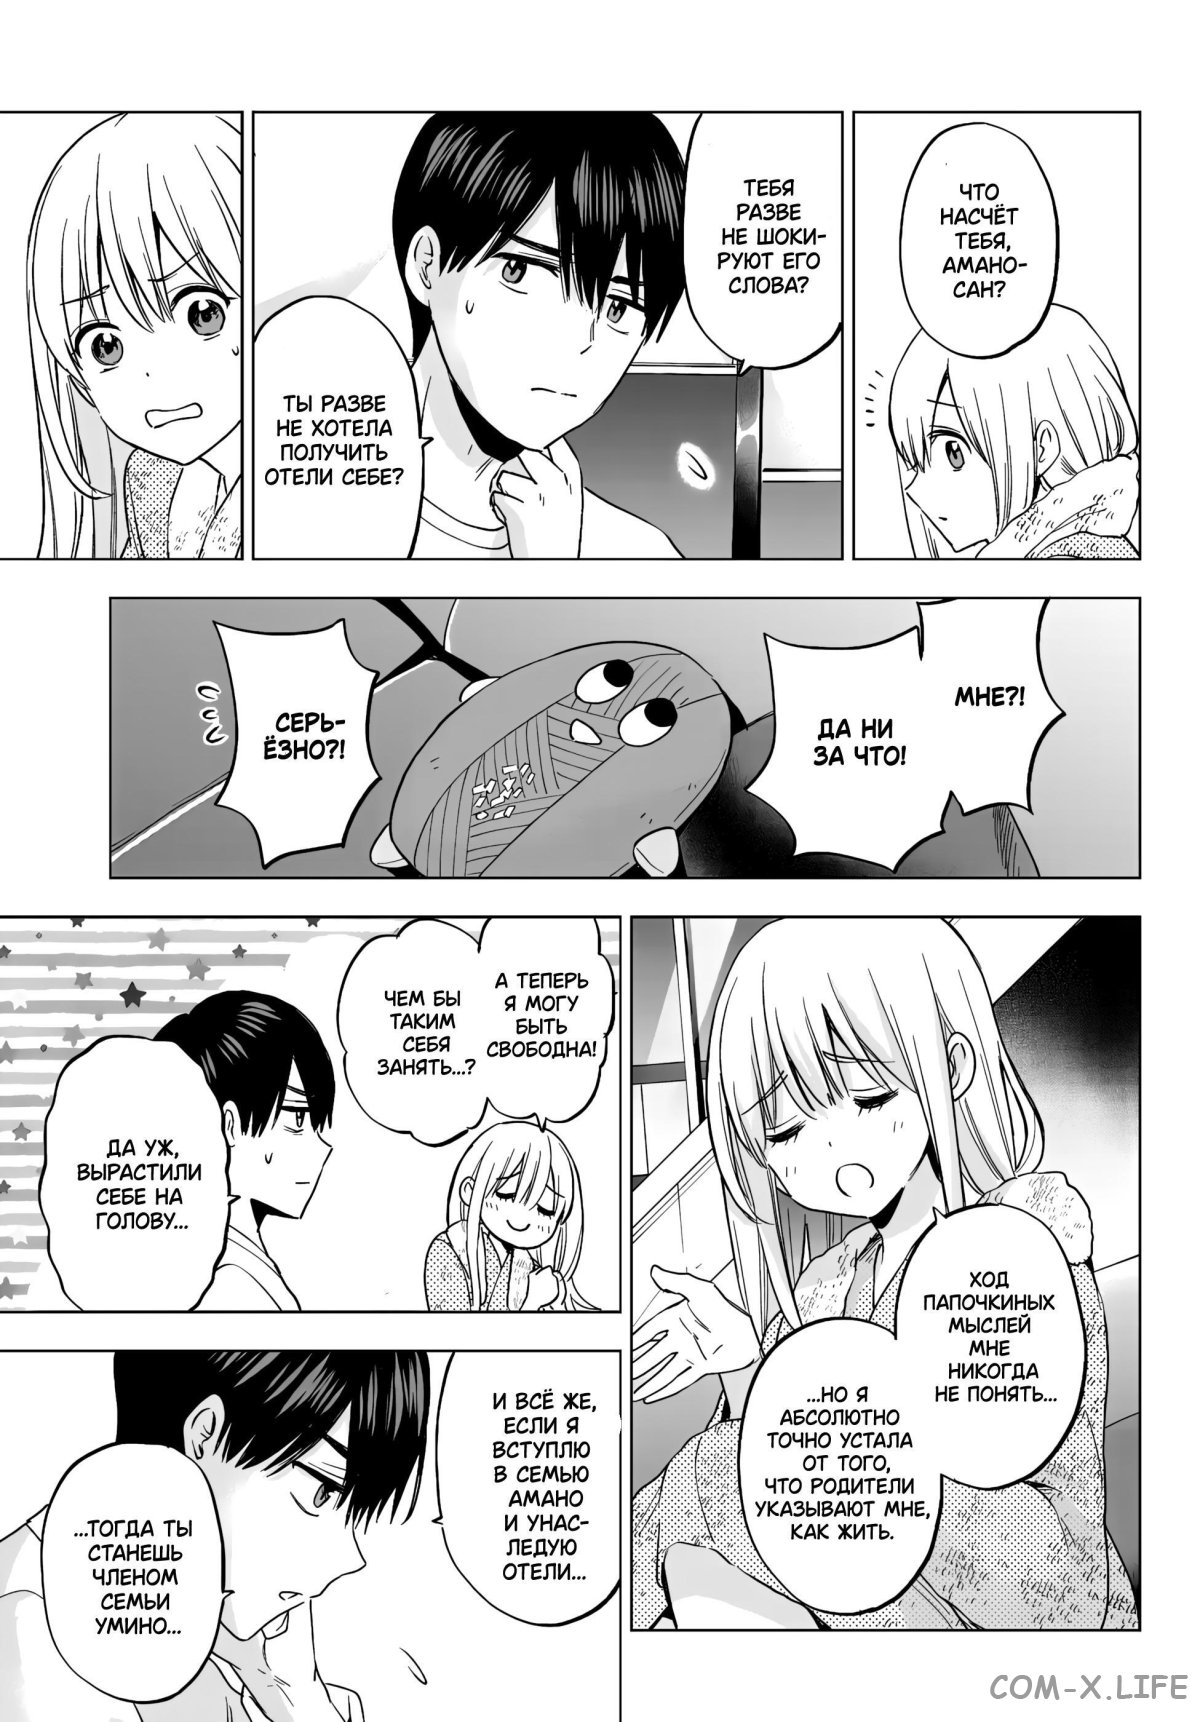 ЧТО
НАСЧЁТ
ТЕБЯ,
АМАНО-
САН?
ТЕБЯ
РАЗВЕ
НЕ ШОКИ-
РУЮТ ЕГО
СЛОВА?
ТЫ РАЗВЕ
НЕ ХОТЕЛА
ПОЛУЧИТЬ
ОТЕЛИ СЕБЕ?
МНЕ?!
ДА НИ
ЗА ЧТО!
СЕРЬ-
ЁЗНО?!
ХОД
ПАПОЧКИНЫХ
МЫСЛЕЙ
МНЕ
НИКОГДА
НЕ ПОНЯТЬ...
...НО Я
АБСОЛЮТНО
ТОЧНО УСТАЛА
ОТ ТОГО,
ЧТО РОДИТЕЛИ
УКАЗЫВАЮТ МНЕ,
КАК ЖИТЬ.
А ТЕПЕРЬ
Я МОГУ
БЫТЬ
СВОБОДНА!
ЧЕМ БЫ
ТАКИМ
СЕБЯ
ЗАНЯТЬ...?
ДА УЖ,
ВЫРАСТИЛИ
СЕБЕ НА
ГОЛОВУ...
И ВСЁ ЖЕ,
ЕСЛИ Я
ВСТУПЛЮ
В СЕМЬЮ
АМАНО
И УНАС-
ЛЕДУЮ
ОТЕЛИ...
...ТОГДА ТЫ
СТАНЕШЬ
ЧЛЕНОМ
СЕМЬИ
УМИНО...
COM-X.LIFE